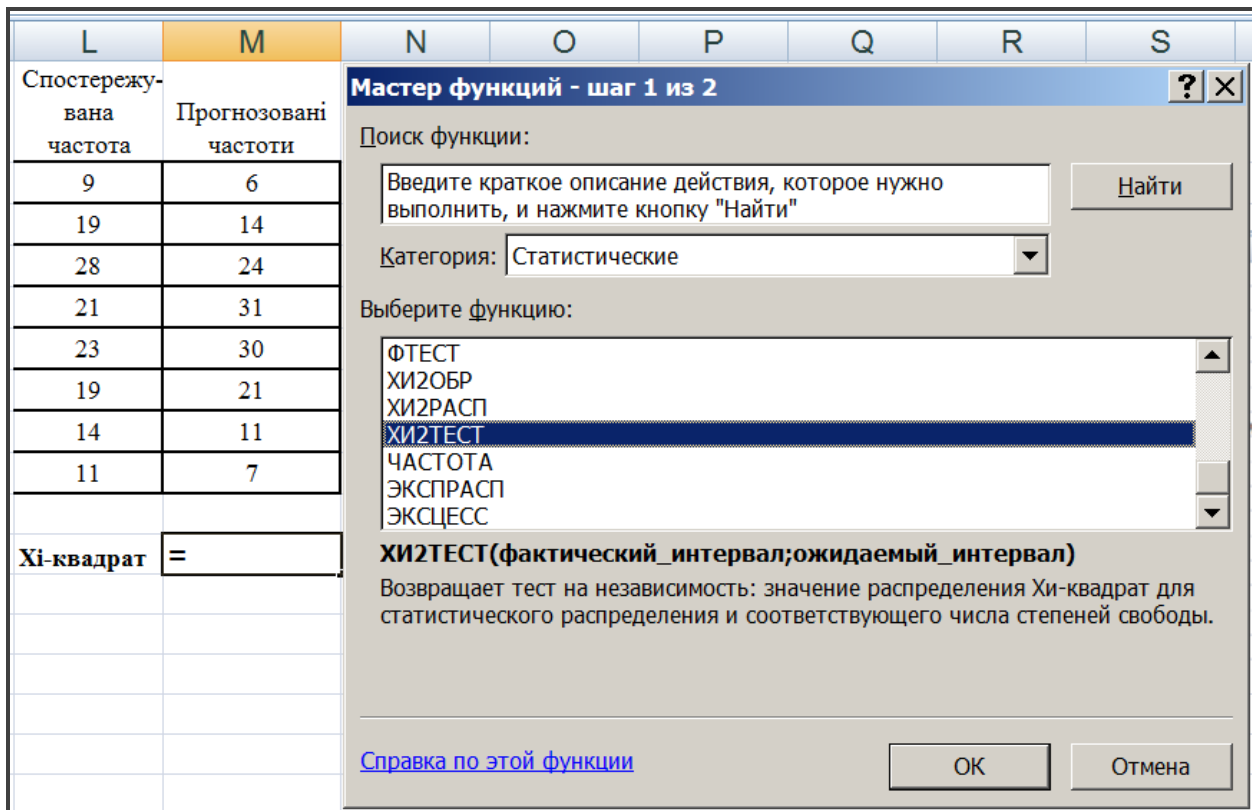 L M N O P Q R S
Спостережу-
вана
частота
Прогнозовані
частоти
9 6
19 14
28 24
21 31
23 30
19 21
14 11
11 7
Хі-квадрат =
Мастер функций - шаг 1 из 2 ? X
Поиск функции:
Введите краткое описание действия, которое нужно
выполнить, и нажмите кнопку "Найти"
Найти
Категория: Статистические
Выберите функцию:
ФТЕСТ
ХИ2ОБР
ХИ2РАСП
ХИ2ТЕСТ
ЧАСТОТА
ЭКСПРАСП
ЭКСЦЕСС
ХИ2ТЕСТ(фактический_интервал;ожидаемый_интервал)
Возвращает тест на независимость: значение распределения Хи-квадрат для
статистического распределения и соответствующего числа степеней свободы.
Справка по этой функции
ОК
Отмена